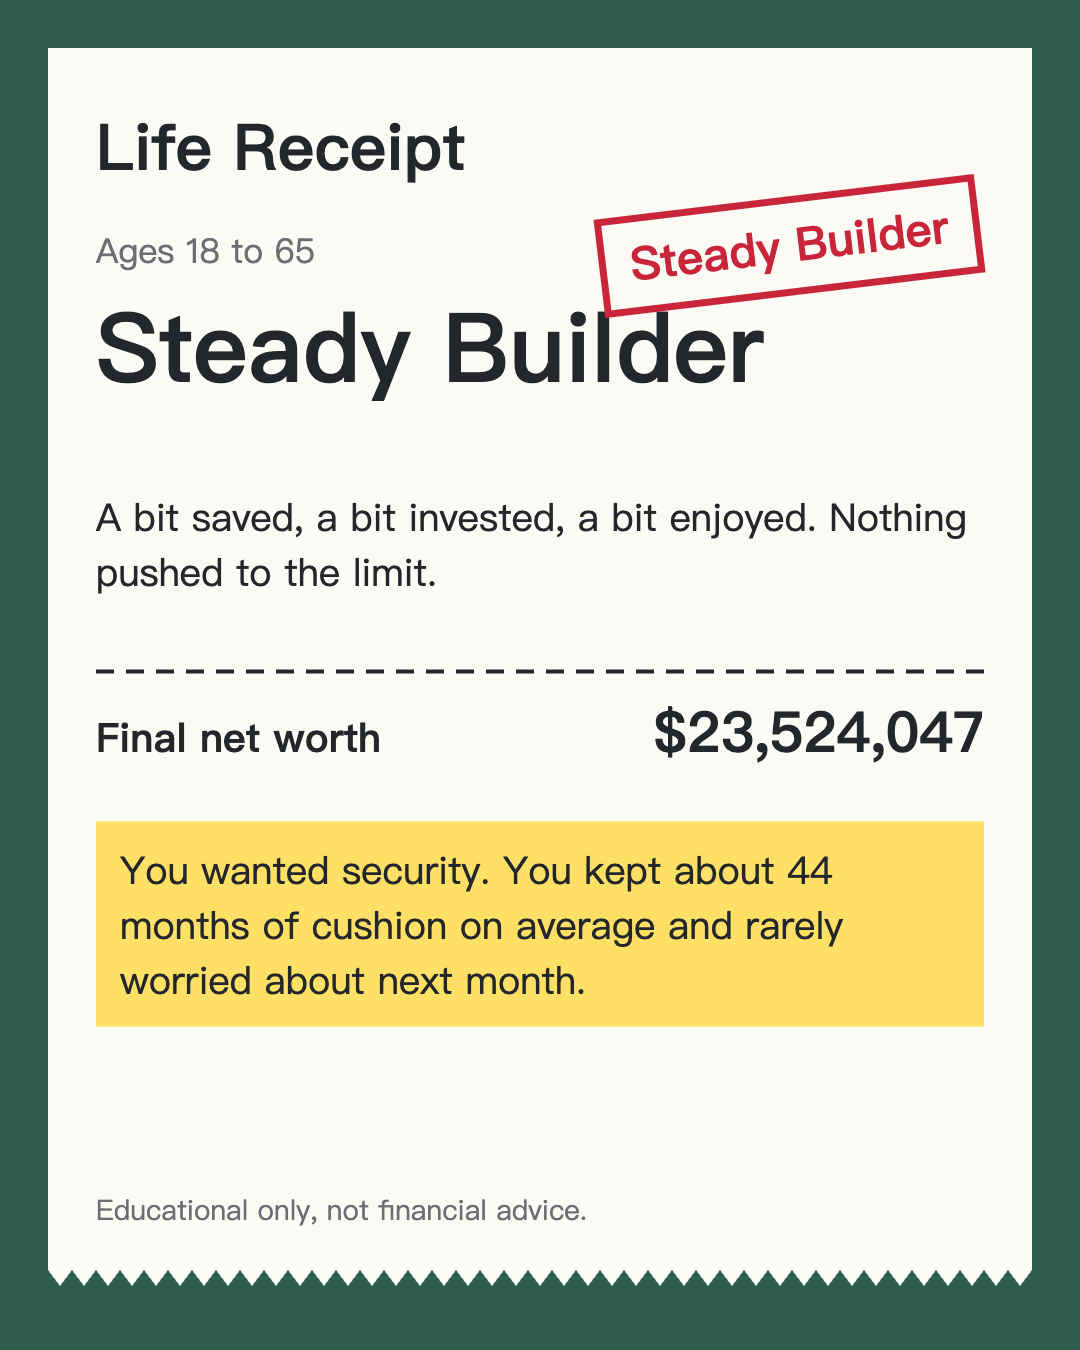 Life Receipt
Steady Builder
Ages 18 to 65
Steady Builder
A bit saved, a bit invested, a bit enjoyed. Nothing
pushed to the limit.
Final net worth $23,524,047
You wanted security. You kept about 44
months of cushion on average and rarely
worried about next month.
Educational only, not financial advice.